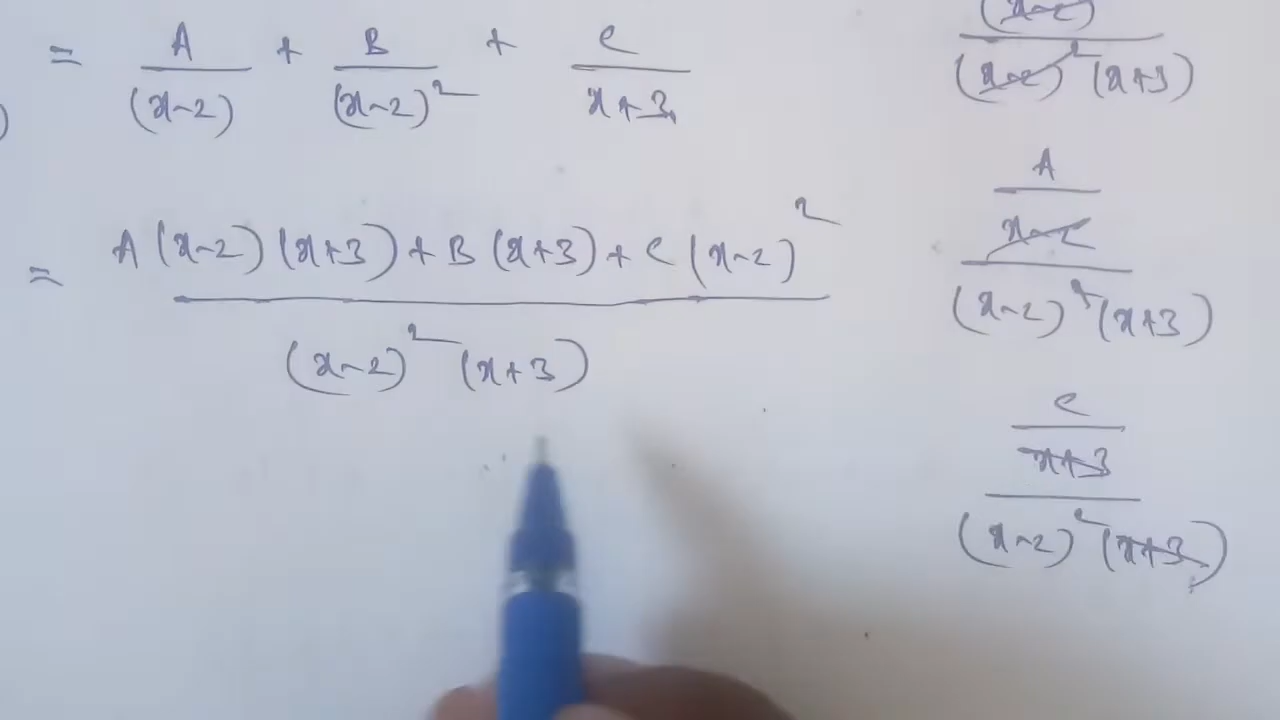 = A/(x-2) + B/(x-2)² + C/x+3
)
= A(x-2)(x+3)+B(x+3)+C(x-2)² / (x-2)²(x+3)
(x-2)
(x-2)²(x+3)
A
x-2
(x-2)²(x+3)
C
x+3
(x-2)²(x+3)